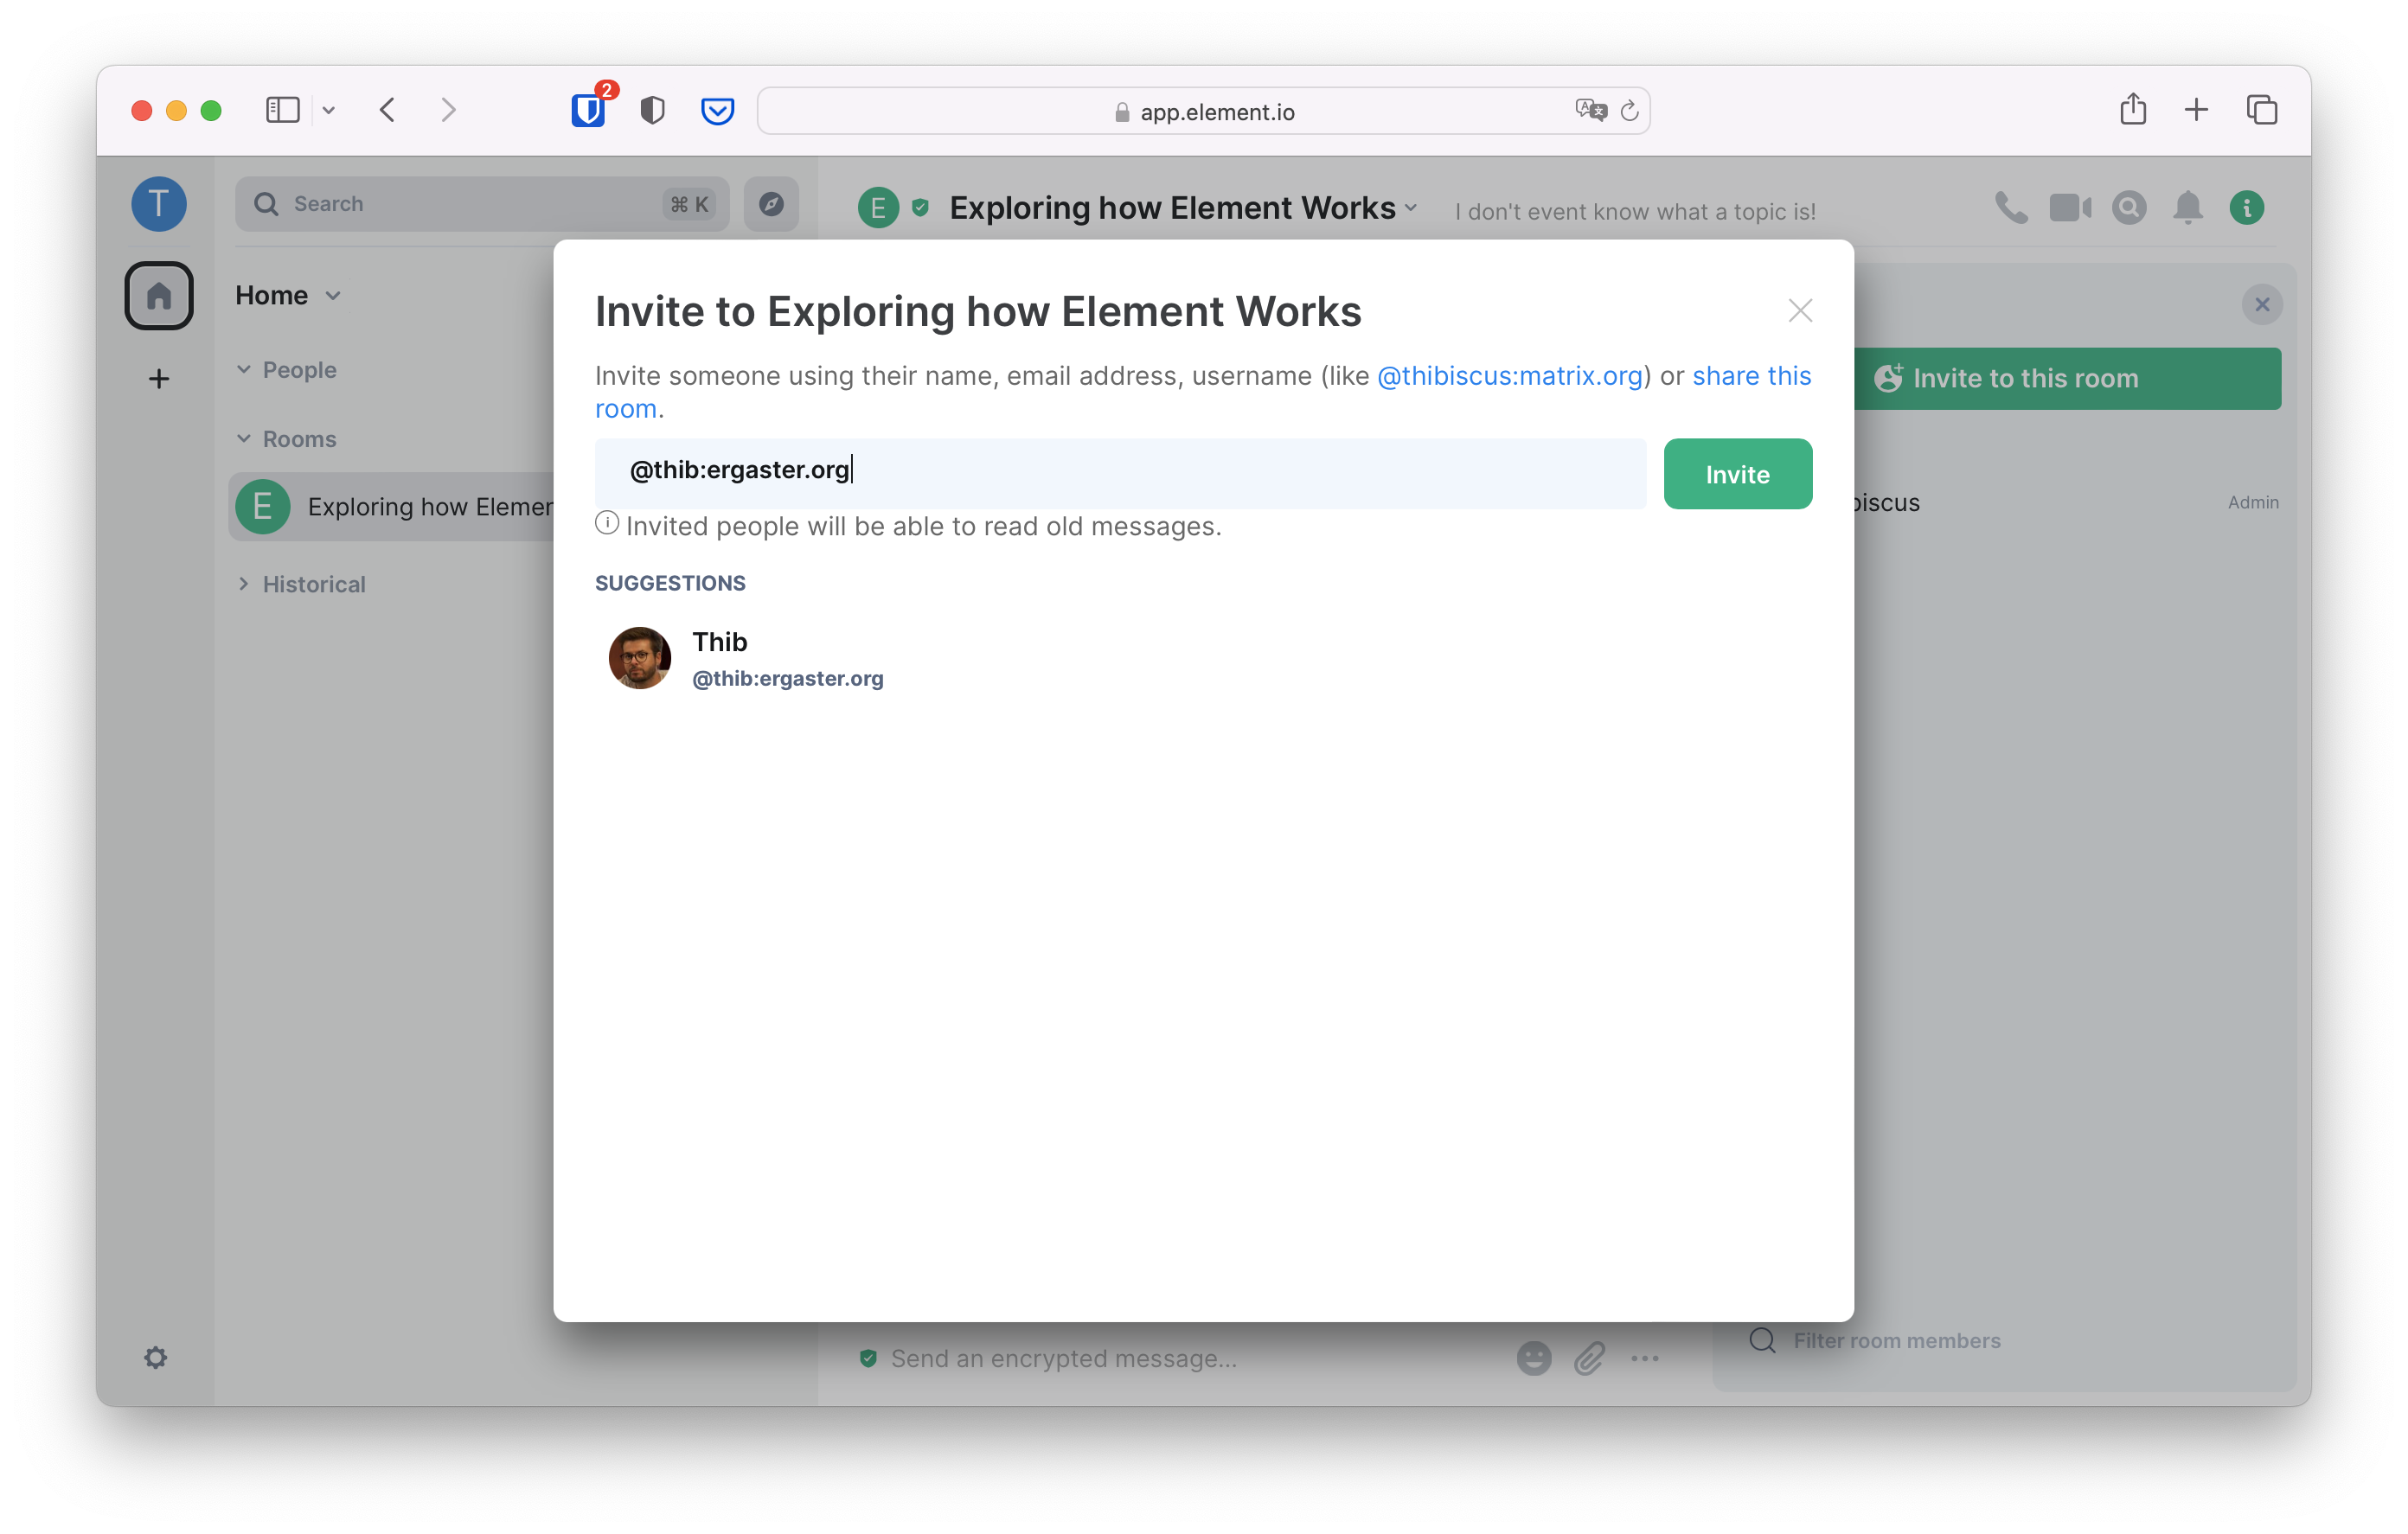 2
app.element.io
T
Search
⌘ K
E
Exploring how Element Works
I don't event know what a topic is!
Home
People
Rooms
E
Exploring how Elemen
Historical
Invite to Exploring how Element Works
Invite someone using their name, email address, username (like @thibiscus:matrix.org) or share this
room.
@thib:ergaster.org
Invite
Invited people will be able to read old messages.
SUGGESTIONS
Thib
@thib:ergaster.org
Invite to this room
biscus
Admin
Send an encrypted message...
Filter room members